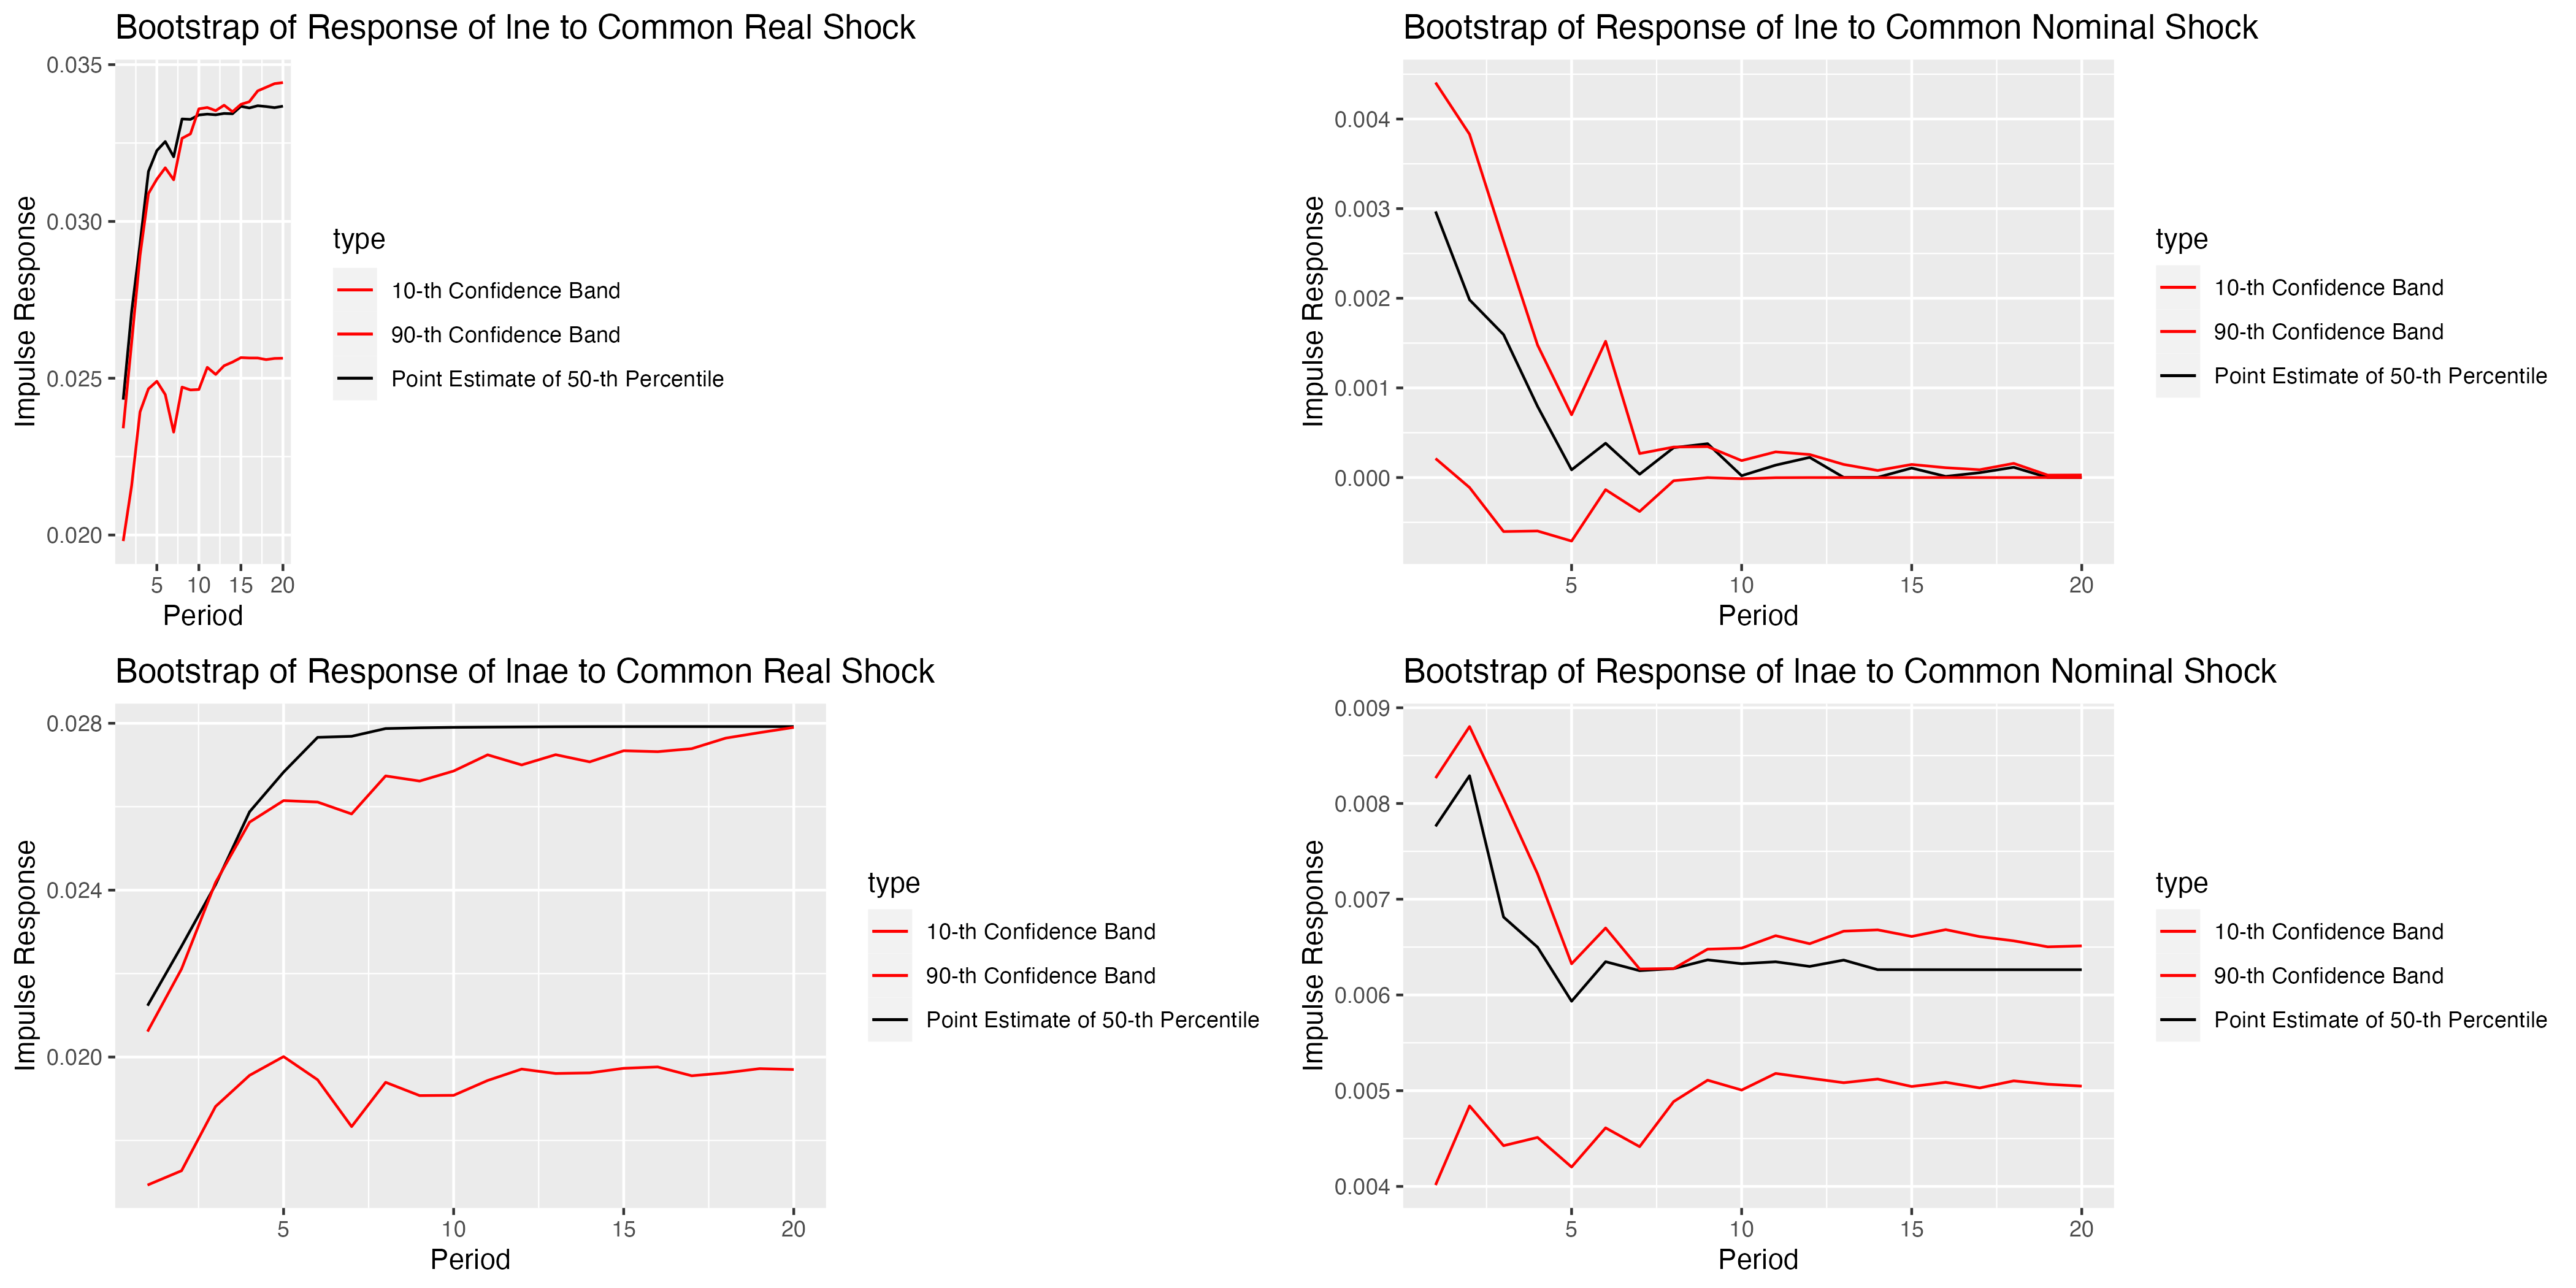 Bootstrap of Response of lne to Common Real Shock
0.035
0.030
0.025
0.020
Impulse Response
5 10 15 20
Period
type
10-th Confidence Band
90-th Confidence Band
Point Estimate of 50-th Percentile
Bootstrap of Response of lne to Common Nominal Shock
0.004
0.003
0.002
0.001
0.000
Impulse Response
5 10 15 20
Period
type
10-th Confidence Band
90-th Confidence Band
Point Estimate of 50-th Percentile
Bootstrap of Response of lnae to Common Real Shock
0.028
0.024
0.020
Impulse Response
5 10 15 20
Period
type
10-th Confidence Band
90-th Confidence Band
Point Estimate of 50-th Percentile
Bootstrap of Response of lnae to Common Nominal Shock
0.009
0.008
0.007
0.006
0.005
0.004
Impulse Response
5 10 15 20
Period
type
10-th Confidence Band
90-th Confidence Band
Point Estimate of 50-th Percentile